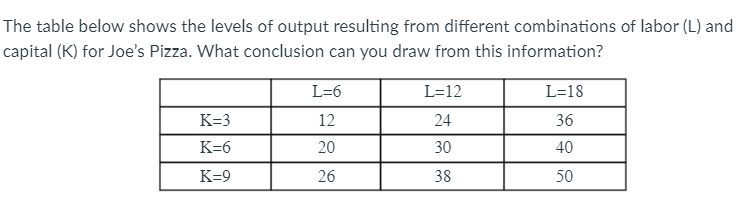 The table below shows the levels of output resulting from different combinations of labor (L) and
capital (K) for Joe’s Pizza. What conclusion can you draw from this information?
L=6 L=12 L=18
K=3 12 24 36
K=6 20 30 40
K=9 26 38 50